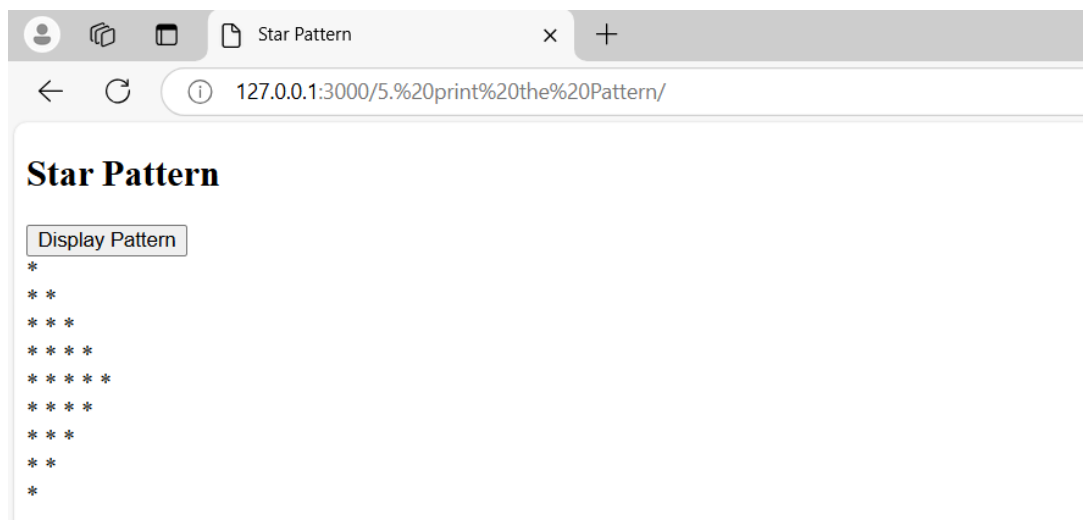 Star Pattern
127.0.0.1:3000/5.%20print%20the%20Pattern/
Star Pattern
Display Pattern
*
* *
* * *
* * * *
* * * * *
* * * *
* * *
* *
*